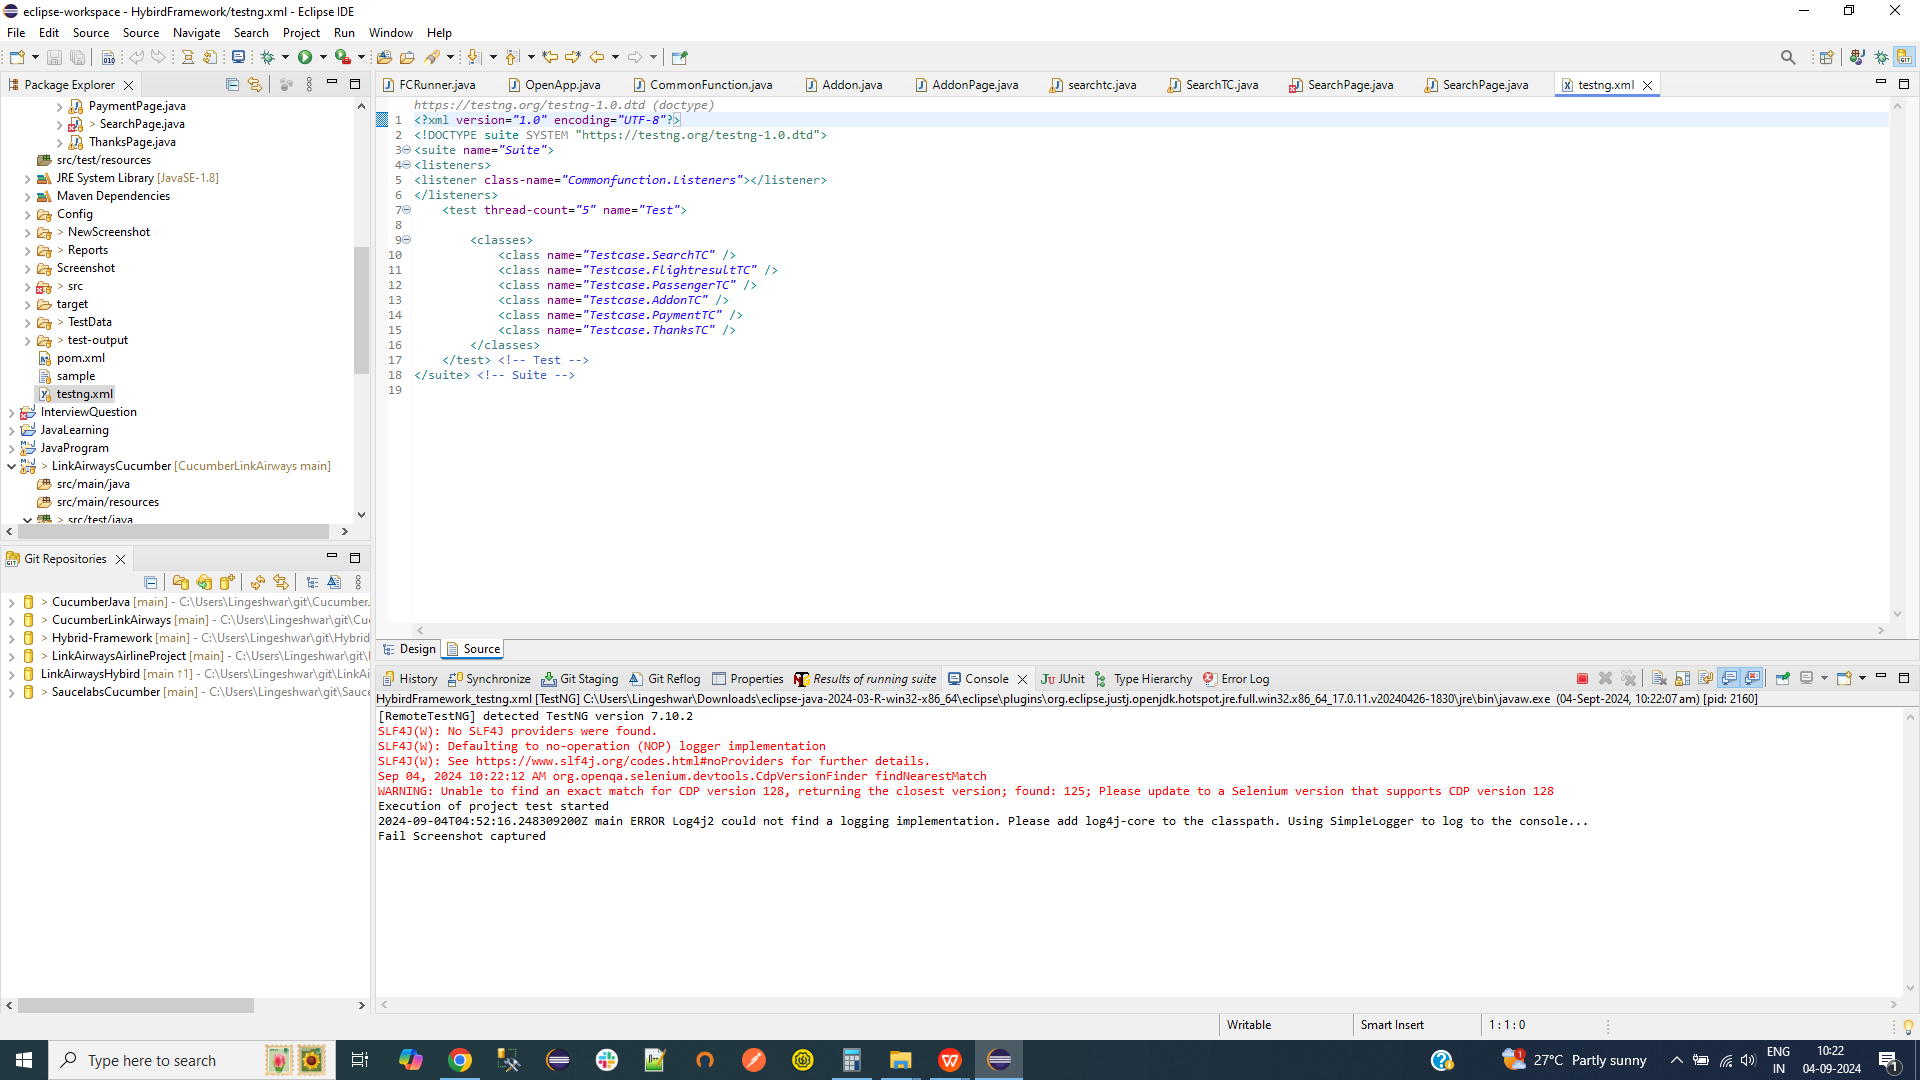 eclipse-workspace - HybirdFramework/testng.xml - Eclipse IDE
File Edit Source Source Navigate Search Project Run Window Help
Package Explorer
FCRunner.java OpenApp.java CommonFunction.java Addon.java AddonPage.java searchtc.java SearchTC.java SearchPage.java SearchPage.java testng.xml
PaymentPage.java
> SearchPage.java
ThanksPage.java
src/test/resources
JRE System Library [JavaSE-1.8]
Maven Dependencies
Config
> NewScreenshot
> Reports
Screenshot
> src
target
> TestData
> test-output
pom.xml
sample
testng.xml
InterviewQuestion
JavaLearning
JavaProgram
> LinkAirwaysCucumber [CucumberLinkAirways main]
src/main/java
src/main/resources
> src/test/java
https://testng.org/testng-1.0.dtd (doctype)
1 <?xml version="1.0" encoding="UTF-8"?>
2 <!DOCTYPE suite SYSTEM "https://testng.org/testng-1.0.dtd">
3 <suite name="Suite">
4 <listeners>
5 <listener class-name="Commonfunction.Listeners"></listener>
6 </listeners>
7 <test thread-count="5" name="Test">
8
9 <classes>
10 <class name="Testcase.SearchTC" />
11 <class name="Testcase.FlightresultTC" />
12 <class name="Testcase.PassengerTC" />
13 <class name="Testcase.AddonTC" />
14 <class name="Testcase.PaymentTC" />
15 <class name="Testcase.ThanksTC" />
16 </classes>
17 </test> <!-- Test -->
18 </suite> <!-- Suite -->
19
Design Source
Git Repositories
> CucumberJava [main] - C:\Users\Lingeshwar\git\Cucumber.
> CucumberLinkAirways [main] - C:\Users\Lingeshwar\git\Cu
> Hybrid-Framework [main] - C:\Users\Lingeshwar\git\Hybrid
> LinkAirwaysAirlineProject [main] - C:\Users\Lingeshwar\git\
LinkAirwaysHybird [main ↑1] - C:\Users\Lingeshwar\git\LinkAi
> SaucelabsCucumber [main] - C:\Users\Lingeshwar\git\Sauce
History Synchronize Git Staging Git Reflog Properties Results of running suite Console JUnit Type Hierarchy Error Log
HybirdFramework_testng.xml [TestNG] C:\Users\Lingeshwar\Downloads\eclipse-java-2024-03-R-win32-x86_64\eclipse\plugins\org.eclipse.justj.openjdk.hotspot.jre.full.win32.x86_64_17.0.11.v20240426-1830\jre\bin\javaw.exe (04-Sept-2024, 10:22:07 am) [pid: 2160]
[RemoteTestNG] detected TestNG version 7.10.2
SLF4J(W): No SLF4J providers were found.
SLF4J(W): Defaulting to no-operation (NOP) logger implementation
SLF4J(W): See https://www.slf4j.org/codes.html#noProviders for further details.
Sep 04, 2024 10:22:12 AM org.openqa.selenium.devtools.CdpVersionFinder findNearestMatch
WARNING: Unable to find an exact match for CDP version 128, returning the closest version; found: 125; Please update to a Selenium version that supports CDP version 128
Execution of project test started
2024-09-04T04:52:16.248309200Z main ERROR Log4j2 could not find a logging implementation. Please add log4j-core to the classpath. Using SimpleLogger to log to the console...
Fail Screenshot captured
Writable Smart Insert 1 : 1 : 0
Type here to search
27°C Partly sunny
ENG
IN
10:22
04-09-2024